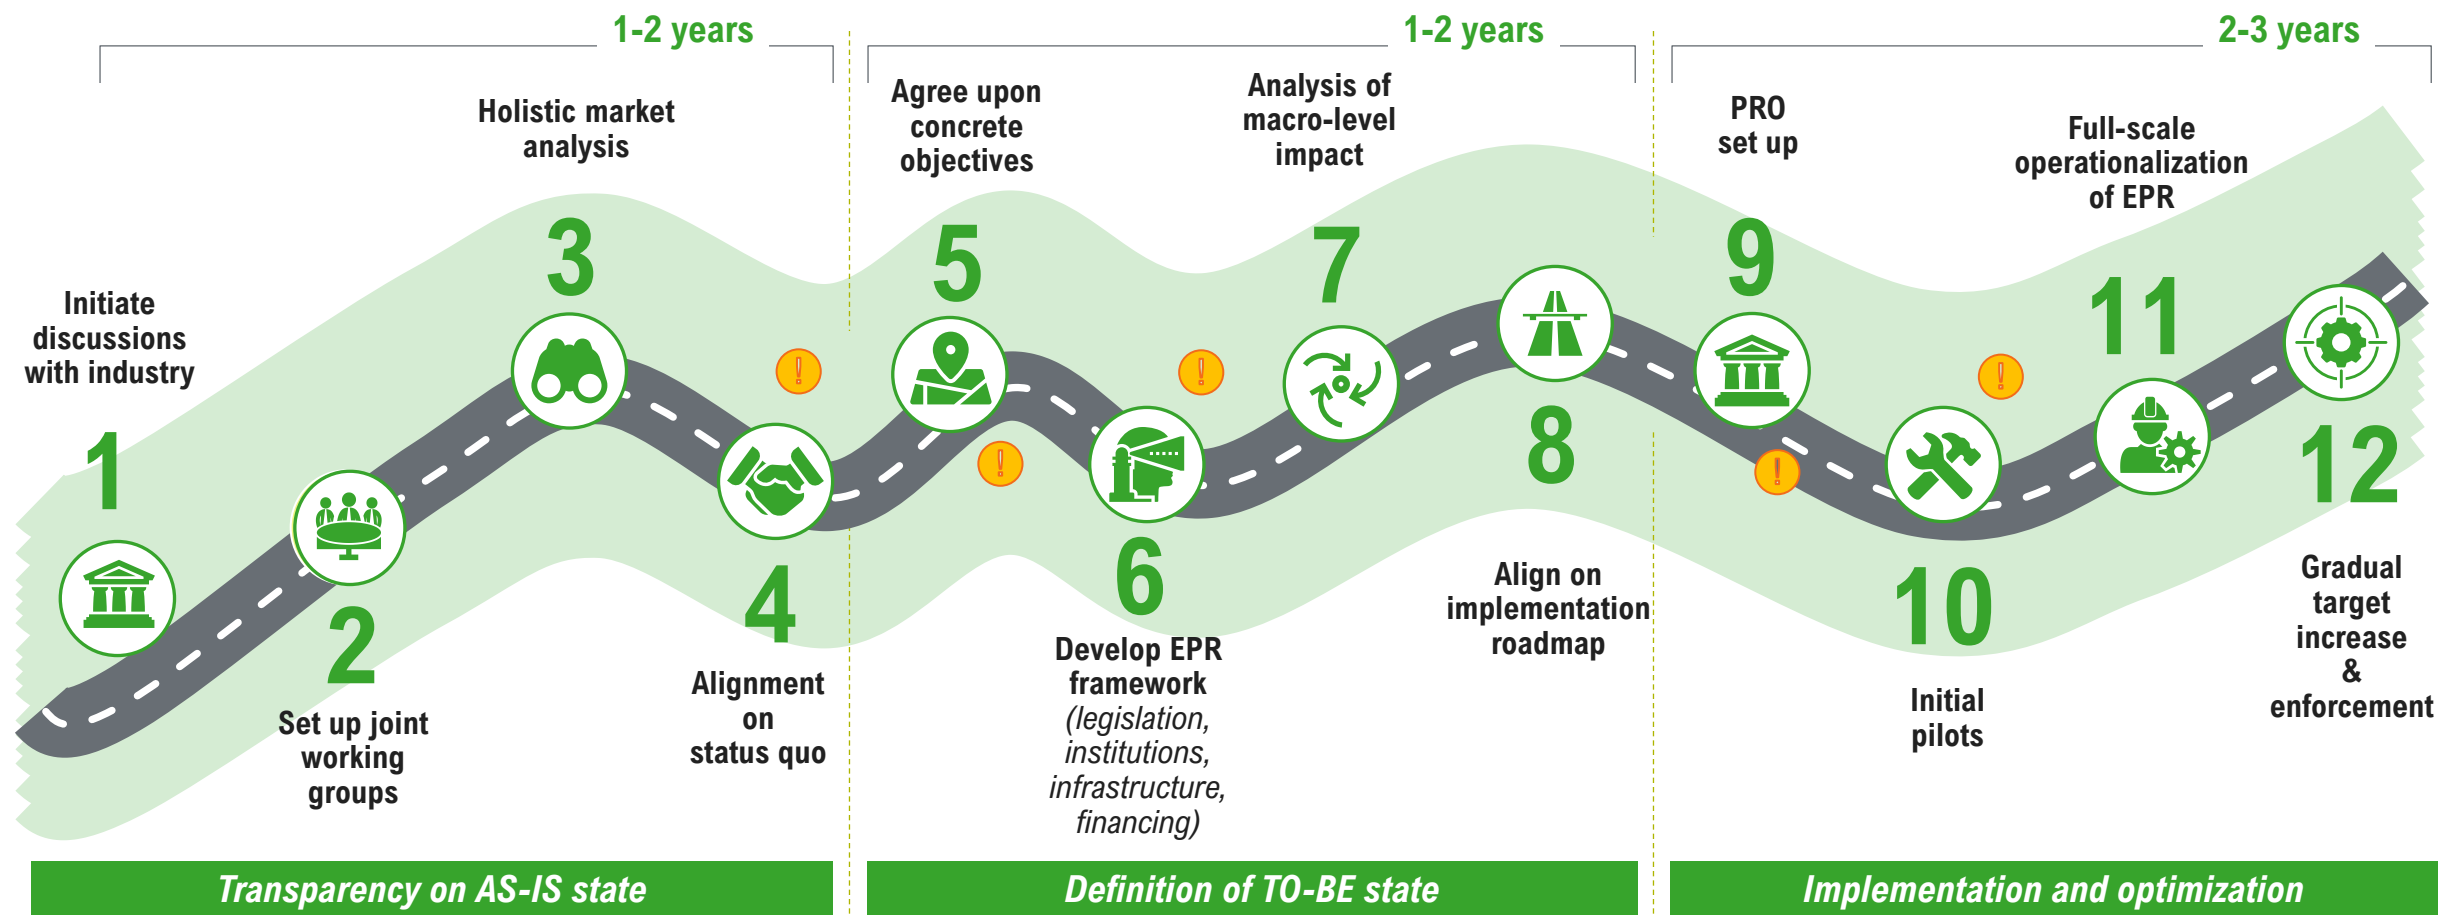 1-2 years
1-2 years
2-3 years
Initiate
discussions
with industry
1
2
Set up joint
working
groups
Holistic market
analysis
3
4
Alignment
on
status quo
Agree upon
concrete
objectives
5
6
Develop EPR
framework
(legislation,
institutions,
infrastructure,
financing)
Analysis of
macro-level
impact
7
8
Align on
implementation
roadmap
PRO
set up
9
10
Initial
pilots
Full-scale
operationalization
of EPR
11
12
Gradual
target
increase
&
enforcement
!
!
!
!
!
Transparency on AS-IS state
Definition of TO-BE state
Implementation and optimization